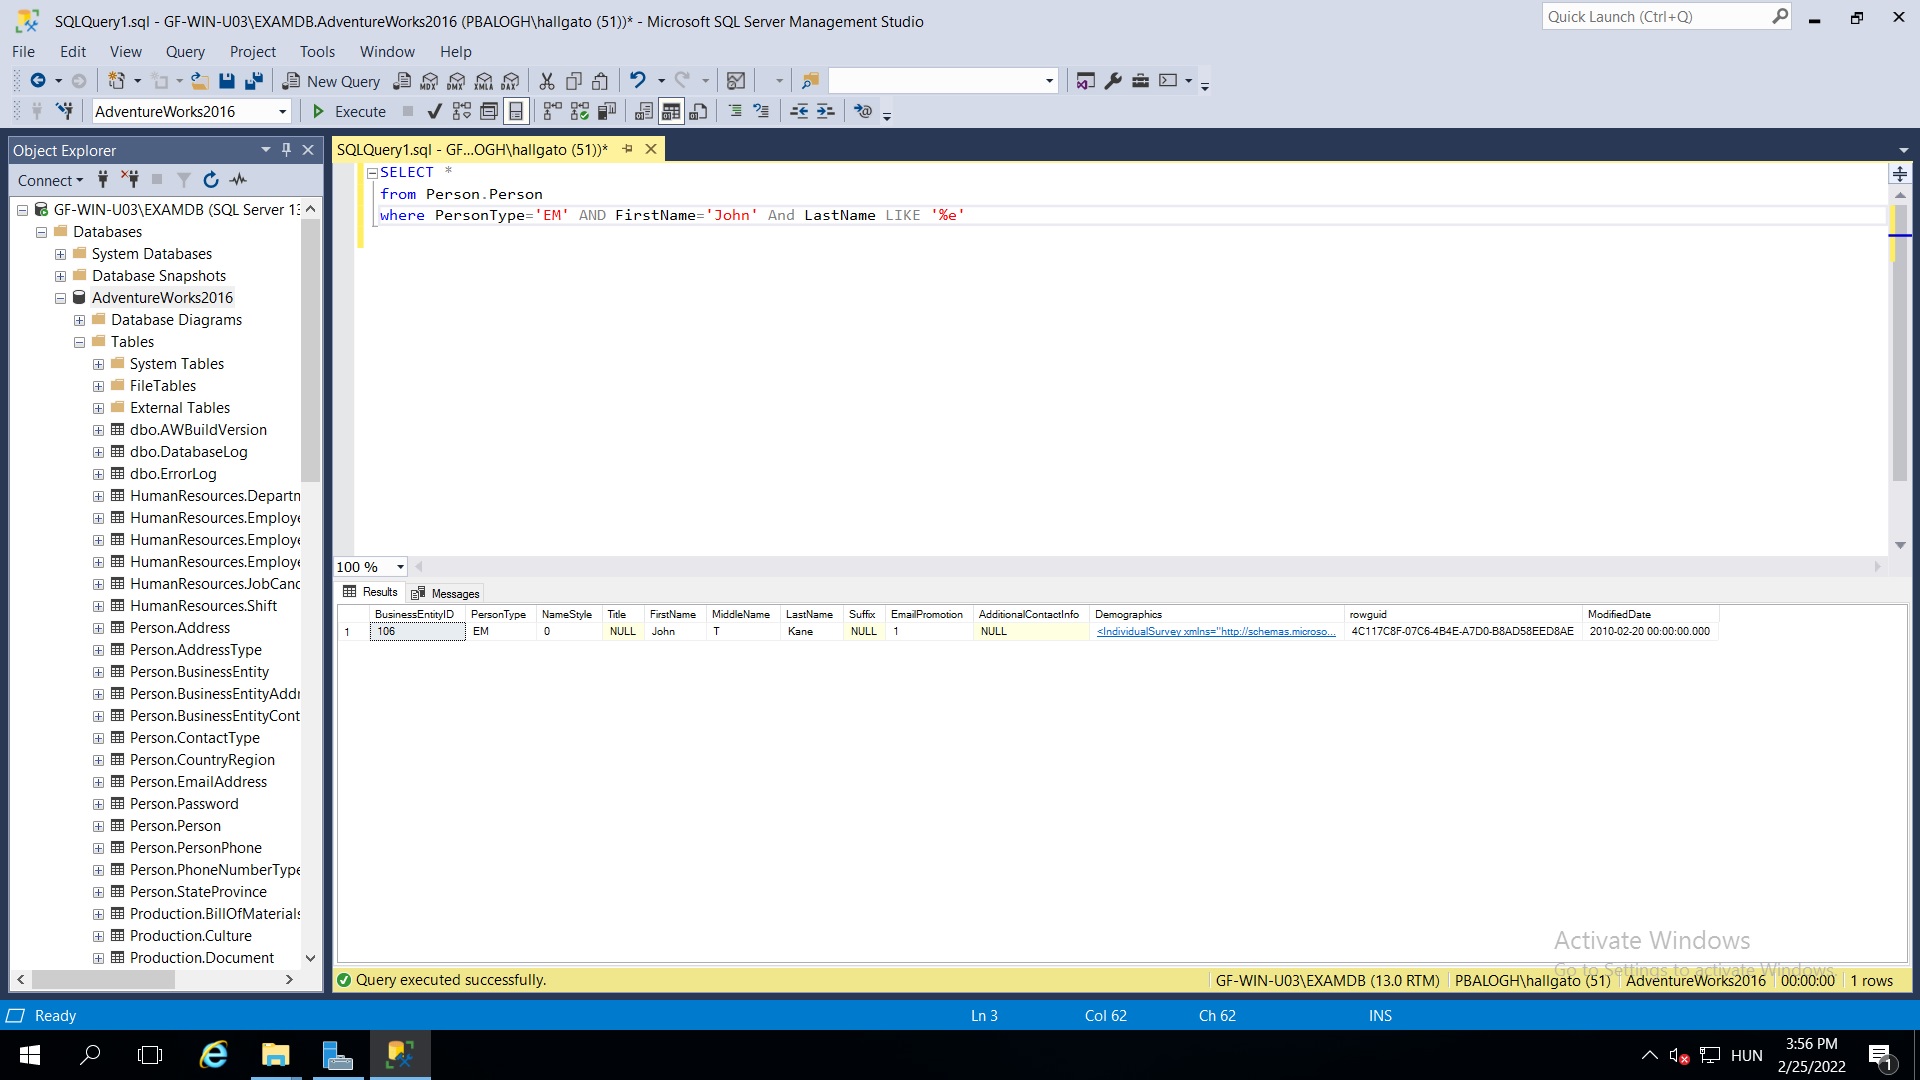 SQLQuery1.sql - GF-WIN-U03\EXAMDB.AdventureWorks2016 (PBALOGH\hallgato (51))* - Microsoft SQL Server Management Studio
Quick Launch (Ctrl+Q)
File Edit View Query Project Tools Window Help
New Query MDX DMX XMLA DAX
AdventureWorks2016 Execute
Object Explorer
Connect
GF-WIN-U03\EXAMDB (SQL Server 13
Databases
System Databases
Database Snapshots
AdventureWorks2016
Database Diagrams
Tables
System Tables
FileTables
External Tables
dbo.AWBuildVersion
dbo.DatabaseLog
dbo.ErrorLog
HumanResources.Departn
HumanResources.Employe
HumanResources.Employe
HumanResources.Employe
HumanResources.JobCanc
HumanResources.Shift
Person.Address
Person.AddressType
Person.BusinessEntity
Person.BusinessEntityAddr
Person.BusinessEntityCont
Person.ContactType
Person.CountryRegion
Person.EmailAddress
Person.Password
Person.Person
Person.PersonPhone
Person.PhoneNumberType
Person.StateProvince
Production.BillOfMaterials
Production.Culture
Production.Document
SQLQuery1.sql - GF...OGH\hallgato (51))*
SELECT *
from Person.Person
where PersonType='EM' AND FirstName='John' And LastName LIKE '%e'
100 %
Results Messages
BusinessEntityID PersonType NameStyle Title FirstName MiddleName LastName Suffix EmailPromotion AdditionalContactInfo Demographics rowguid ModifiedDate
1 106 EM 0 NULL John T Kane NULL 1 NULL <IndividualSurvey xmlns="http://schemas.microso... 4C117C8F-07C6-4B4E-A7D0-B8AD58EED8AE 2010-02-20 00:00:00.000
Activate Windows
Go to Settings to activate Windows.
Query executed successfully. GF-WIN-U03\EXAMDB (13.0 RTM) PBALOGH\hallgato (51) AdventureWorks2016 00:00:00 1 rows
Ready Ln 3 Col 62 Ch 62 INS
HUN
3:56 PM
2/25/2022
1